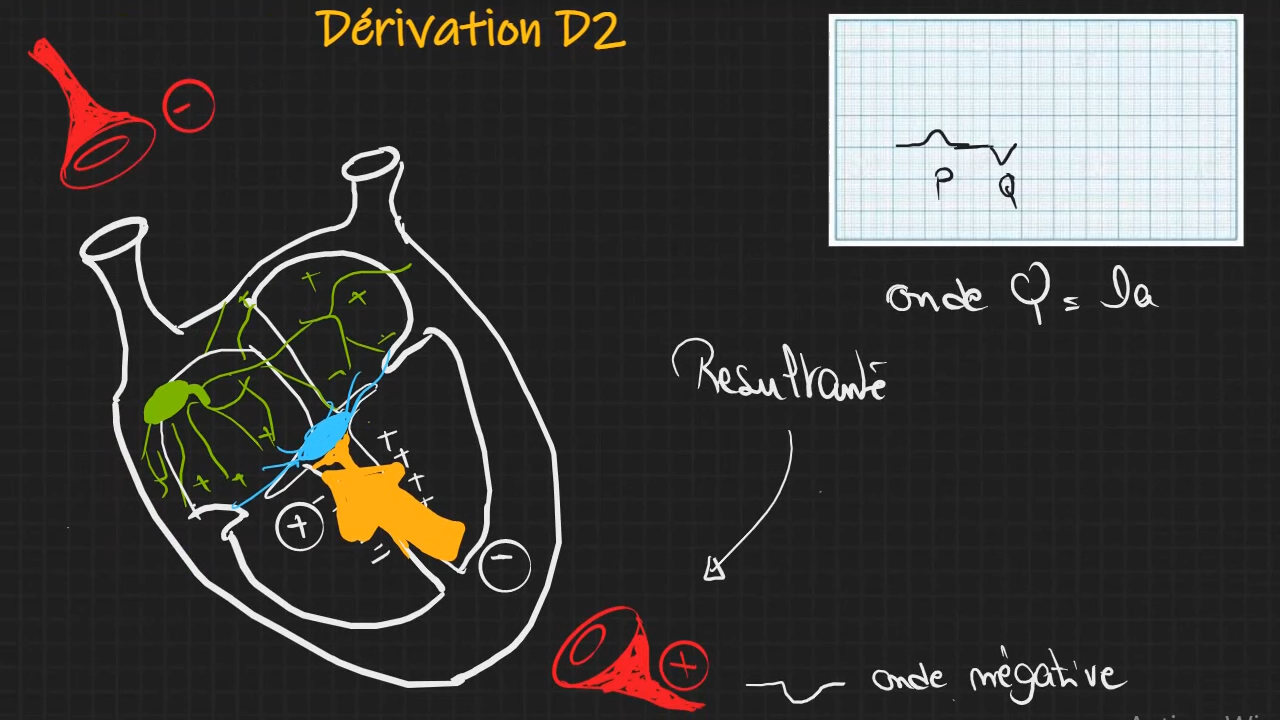 Dérivation D2
P
Q
onde Q = la
Resultante
onde négative